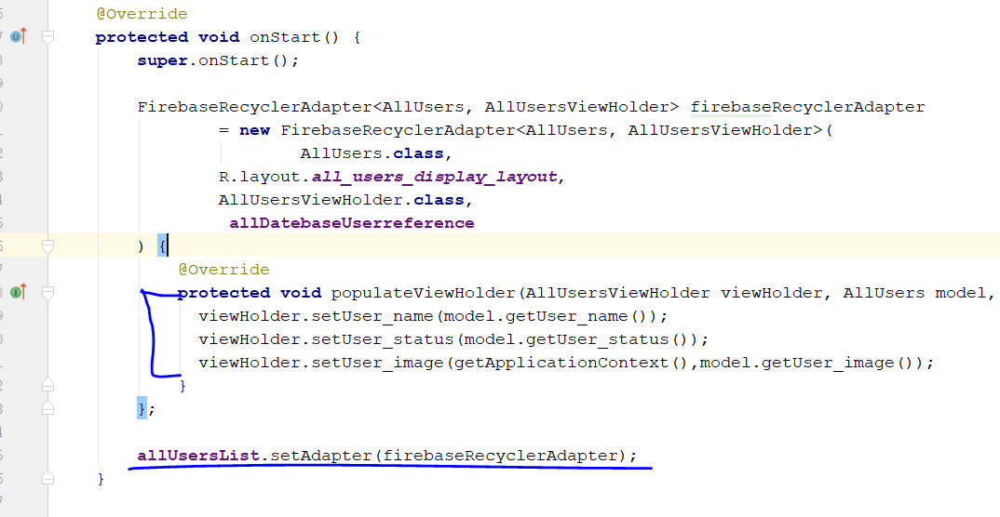 @Override
protected void onStart() {
super.onStart();
FirebaseRecyclerAdapter<AllUsers, AllUsersViewHolder> firebaseRecyclerAdapter
= new FirebaseRecyclerAdapter<AllUsers, AllUsersViewHolder>(
AllUsers.class,
R.layout.all_users_display_layout,
AllUsersViewHolder.class,
allDatebaseUserreference
) {
@Override
protected void populateViewHolder(AllUsersViewHolder viewHolder, AllUsers model,
viewHolder.setUser_name(model.getUser_name());
viewHolder.setUser_status(model.getUser_status());
viewHolder.setUser_image(getApplicationContext(),model.getUser_image());
}
};
allUsersList.setAdapter(firebaseRecyclerAdapter);
}